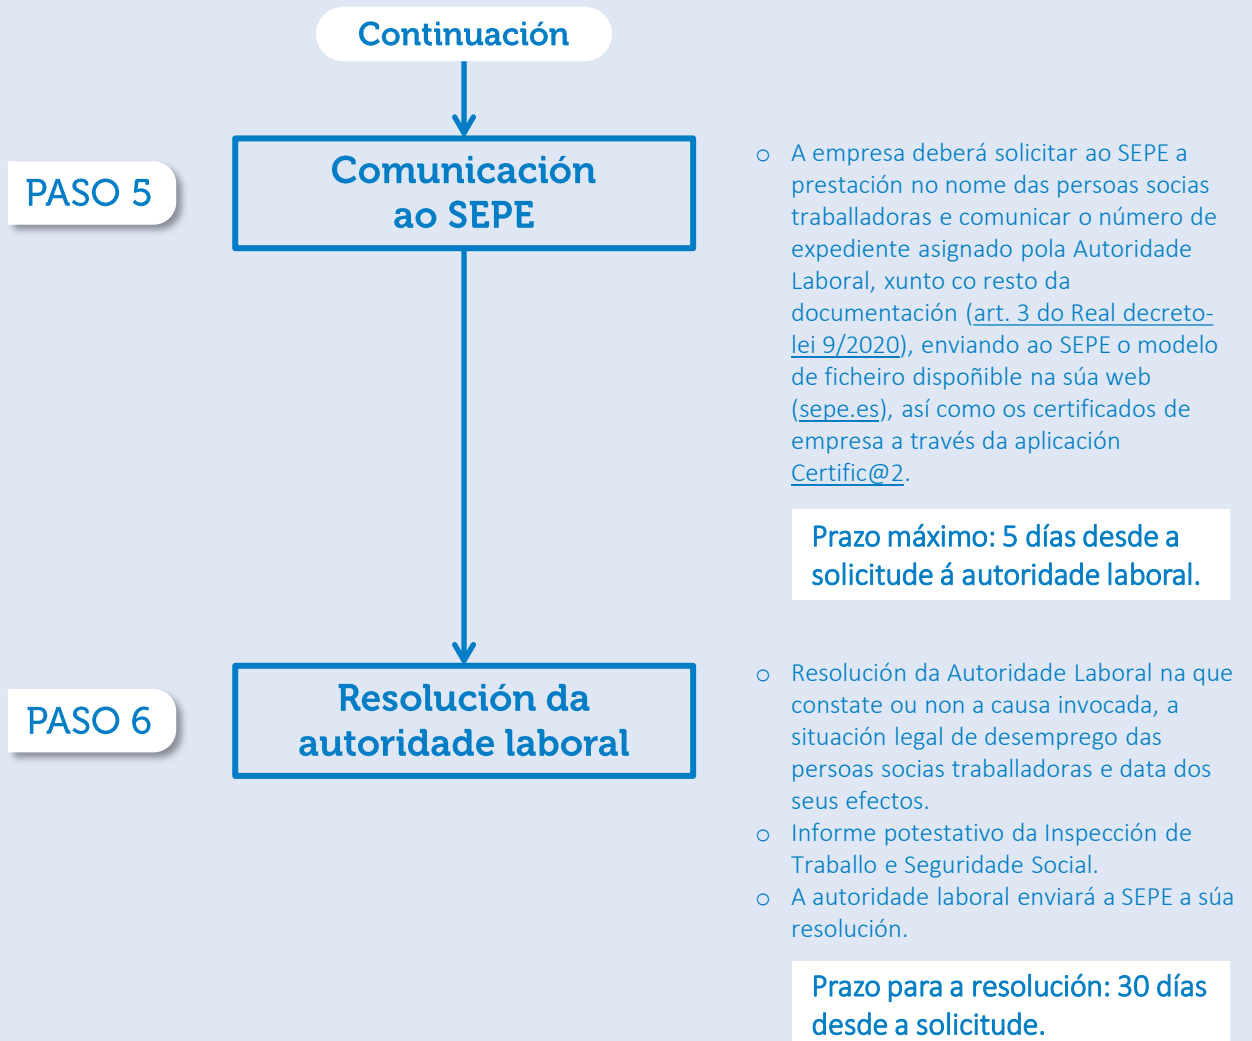 Continuación
PASO 5
Comunicación
ao SEPE
o A empresa deberá solicitar ao SEPE a
prestación no nome das persoas socias
traballadoras e comunicar o número de
expediente asignado pola Autoridade
Laboral, xunto co resto da
documentación (art. 3 do Real decreto-
lei 9/2020), enviando ao SEPE o modelo
de ficheiro dispoñible na súa web
(sepe.es), así como os certificados de
empresa a través da aplicación
Certific@2.
Prazo máximo: 5 días desde a
solicitude á autoridade laboral.
PASO 6
Resolución da
autoridade laboral
o Resolución da Autoridade Laboral na que
constate ou non a causa invocada, a
situación legal de desemprego das
persoas socias traballadoras e data dos
seus efectos.
o Informe potestativo da Inspección de
Traballo e Seguridade Social.
o A autoridade laboral enviará a SEPE a súa
resolución.
Prazo para a resolución: 30 días
desde a solicitude.